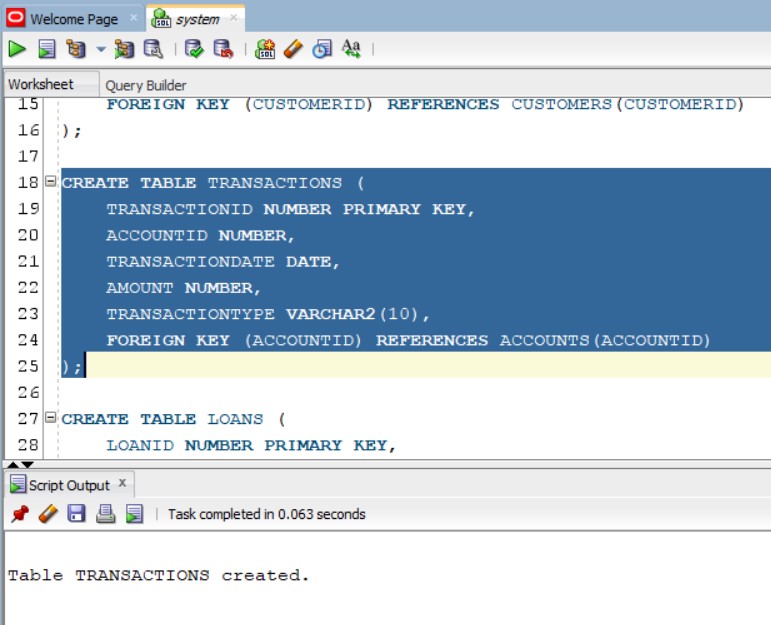 Welcome Page × system ×
Worksheet Query Builder
15 FOREIGN KEY (CUSTOMERID) REFERENCES CUSTOMERS(CUSTOMERID)
16 );
17
18 CREATE TABLE TRANSACTIONS (
19 TRANSACTIONID NUMBER PRIMARY KEY,
20 ACCOUNTID NUMBER,
21 TRANSACTIONDATE DATE,
22 AMOUNT NUMBER,
23 TRANSACTIONTYPE VARCHAR2(10),
24 FOREIGN KEY (ACCOUNTID) REFERENCES ACCOUNTS(ACCOUNTID)
25 );
26
27 CREATE TABLE LOANS (
28 LOANID NUMBER PRIMARY KEY,
Script Output ×
Task completed in 0.063 seconds
Table TRANSACTIONS created.